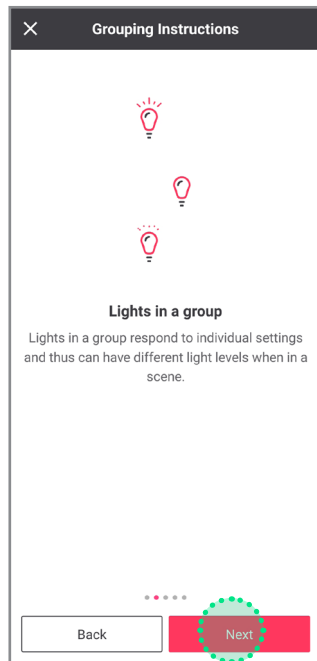 Grouping Instructions
Lights in a group
Lights in a group respond to individual settings
and thus can have different light levels when in a
scene.
Back
Next